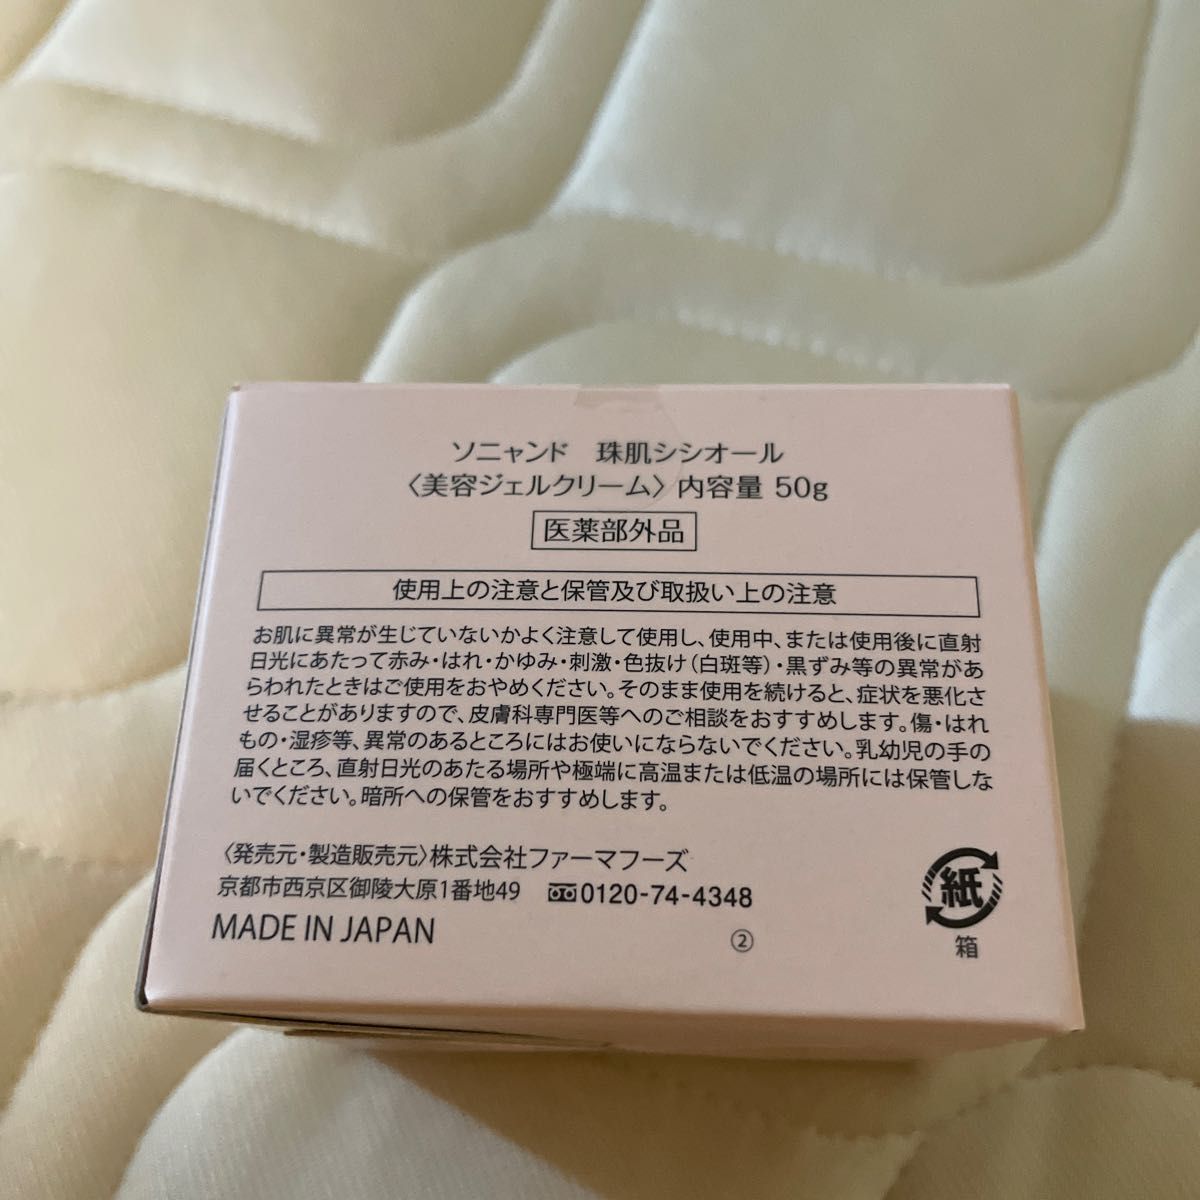 ソニャンド　珠肌シシオール
〈美容ジェルクリーム〉内容量 50g
医薬部外品
使用上の注意と保管及び取扱い上の注意
お肌に異常が生じていないかよく注意して使用し、使用中、または使用後に直射
日光にあたって赤み・はれ・かゆみ・刺激・色抜け（白斑等）・黒ずみ等の異常があ
らわれたときはご使用をおやめください。そのまま使用を続けると、症状を悪化さ
せることがありますので、皮膚科専門医等へのご相談をおすすめします。傷・はれ
もの・湿疹等、異常のあるところにはお使いにならないでください。乳幼児の手の
届くところ、直射日光のあたる場所や極端に高温または低温の場所には保管しな
いでください。暗所への保管をおすすめします。
〈発売元・製造販売元〉株式会社ファーマフーズ
京都市西京区御陵大原1番地49 0120-74-4348
MADE IN JAPAN ②
紙
箱